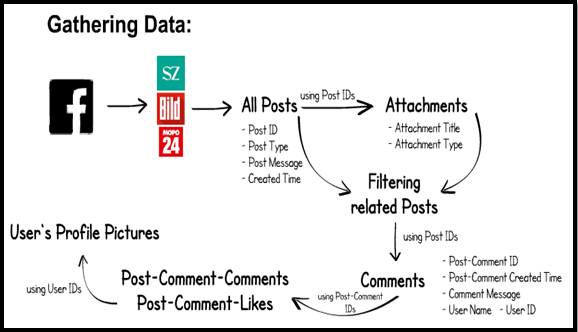 Gathering Data:
f
SZ
Bild
MOPO
24
All Posts
- Post ID
- Post Type
- Post Message
- Created Time
using Post IDs
Attachments
- Attachment Title
- Attachment Type
Filtering
related Posts
using Post IDs
Comments
- Post-Comment ID
- Post-Comment Created Time
- Comment Message
- User Name - User ID
using Post-Comment
IDs
Post-Comment-Comments
Post-Comment-Likes
using User IDs
User's Profile Pictures